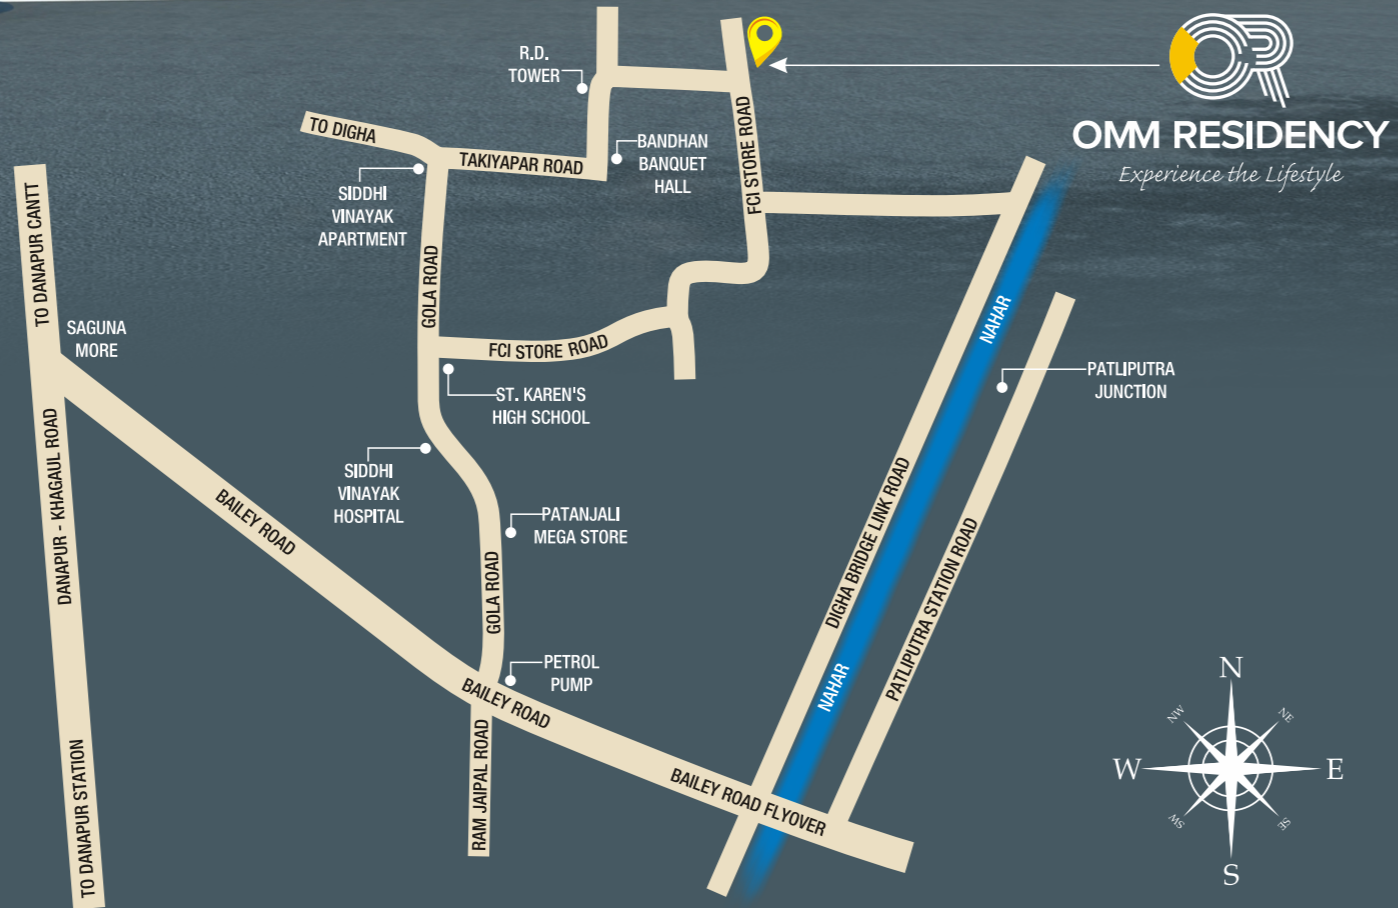 R.D.
TOWER
OMM RESIDENCY
Experience the Lifestyle
TO DIGHA
TAKIYAPAR ROAD
BANDHAN
BANQUET
HALL
FCI STORE ROAD
SIDDHI
VINAYAK
APARTMENT
TO DANAPUR CANTT
GOLA ROAD
SAGUNA
MORE
FCI STORE ROAD
NAHAR
PATLIPUTRA
JUNCTION
ST. KAREN'S
HIGH SCHOOL
DANAPUR - KHAGAUL ROAD
SIDDHI
VINAYAK
HOSPITAL
BAILEY ROAD
PATANJALI
MEGA STORE
DIGHA BRIDGE LINK ROAD
GOLA ROAD
PATLIPUTRA STATION ROAD
PETROL
PUMP
NAHAR
BAILEY ROAD
RAM JAIPAL ROAD
BAILEY ROAD FLYOVER
TO DANAPUR STATION
N
NW
NE
W
E
SW
SE
S